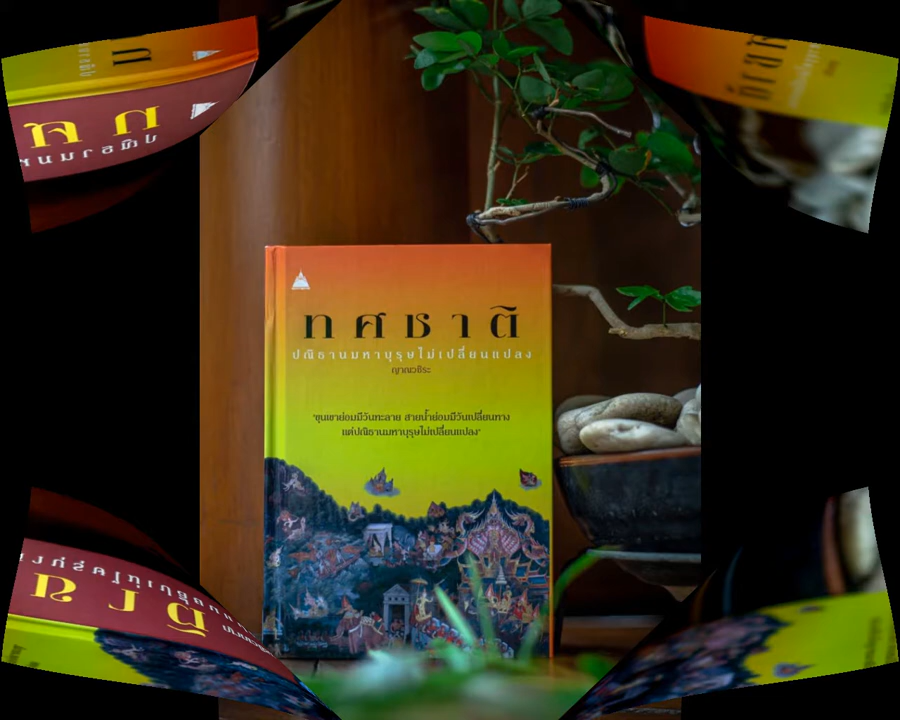 ทศชาติ
ปณิธานมหาบุรุษไม่เปลี่ยนแปลง
ญาณวชิระ
"ขุนเขาย่อมมีวันทะลาย สายน้ำย่อมมีวันเปลี่ยนทาง
แต่ปณิธานมหาบุรุษไม่เปลี่ยนแปลง"